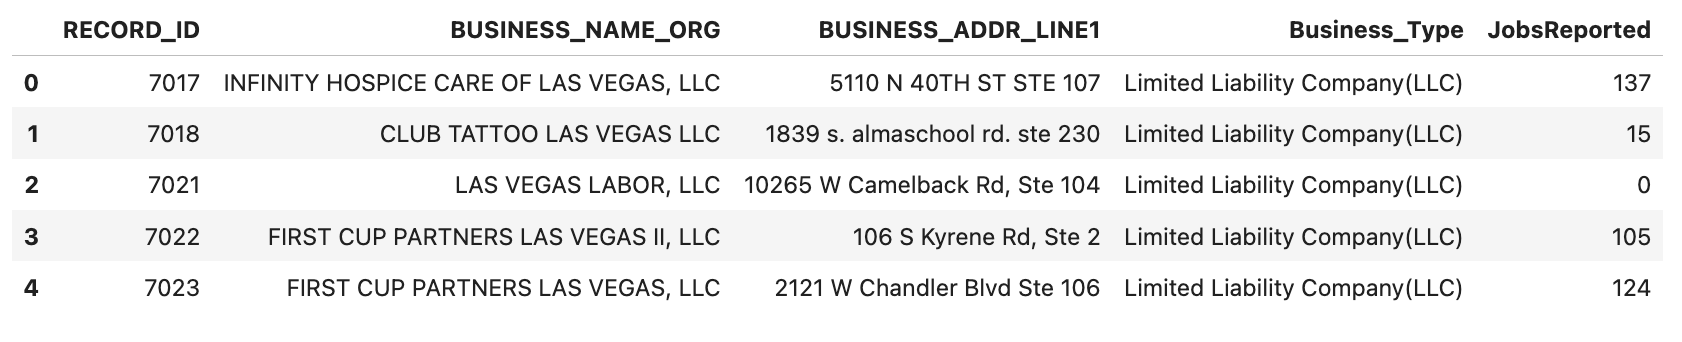 RECORD_ID BUSINESS_NAME_ORG BUSINESS_ADDR_LINE1 Business_Type JobsReported
0 7017 INFINITY HOSPICE CARE OF LAS VEGAS, LLC 5110 N 40TH ST STE 107 Limited Liability Company(LLC) 137
1 7018 CLUB TATTOO LAS VEGAS LLC 1839 s. almaschool rd. ste 230 Limited Liability Company(LLC) 15
2 7021 LAS VEGAS LABOR, LLC 10265 W Camelback Rd, Ste 104 Limited Liability Company(LLC) 0
3 7022 FIRST CUP PARTNERS LAS VEGAS II, LLC 106 S Kyrene Rd, Ste 2 Limited Liability Company(LLC) 105
4 7023 FIRST CUP PARTNERS LAS VEGAS, LLC 2121 W Chandler Blvd Ste 106 Limited Liability Company(LLC) 124